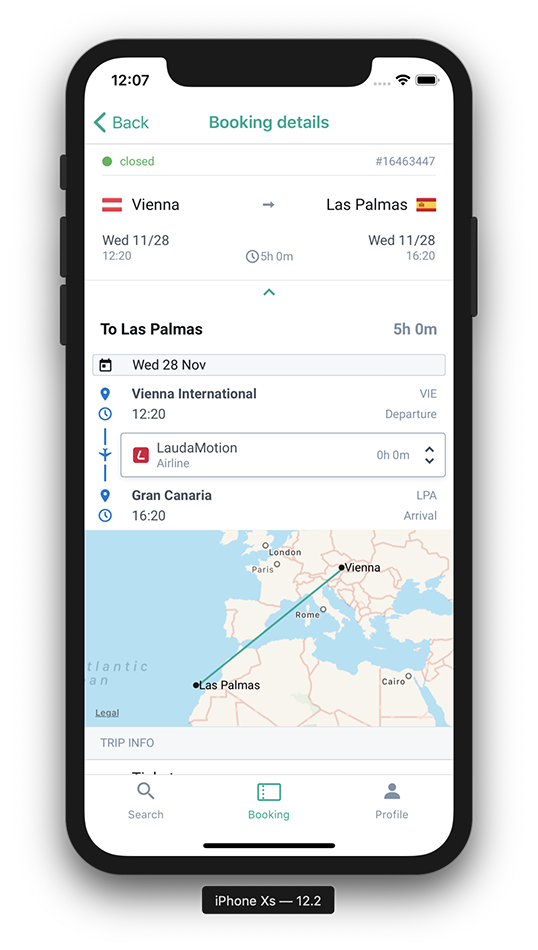 12:07
Back
Booking details
closed
#16463447
Vienna
Las Palmas
Wed 11/28
Wed 11/28
12:20
5h 0m
16:20
To Las Palmas
5h 0m
Wed 28 Nov
Vienna International
VIE
12:20
Departure
LaudaMotion
Airline
0h 0m
Gran Canaria
LPA
16:20
Arrival
London
Paris
Vienna
Rome
Las Palmas
Cairo
tlantic
an
Legal
TRIP INFO
Search
Booking
Profile
iPhone Xs — 12.2